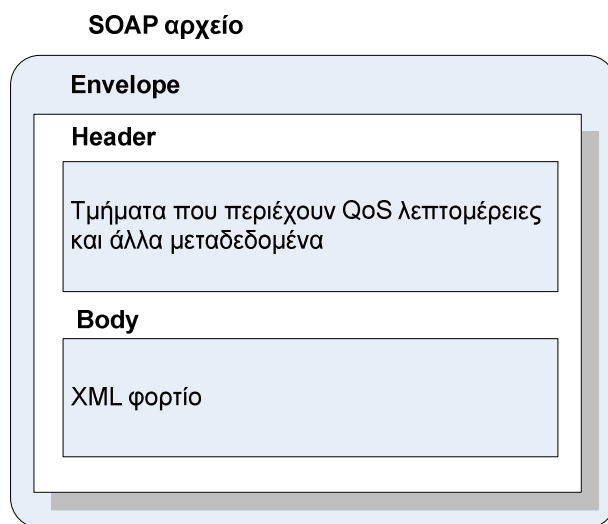 SOAP αρχείο
Envelope
Header
Τμήματα που περιέχουν QoS λεπτομέρειες
και άλλα μεταδεδομένα
Body
XML φορτίο